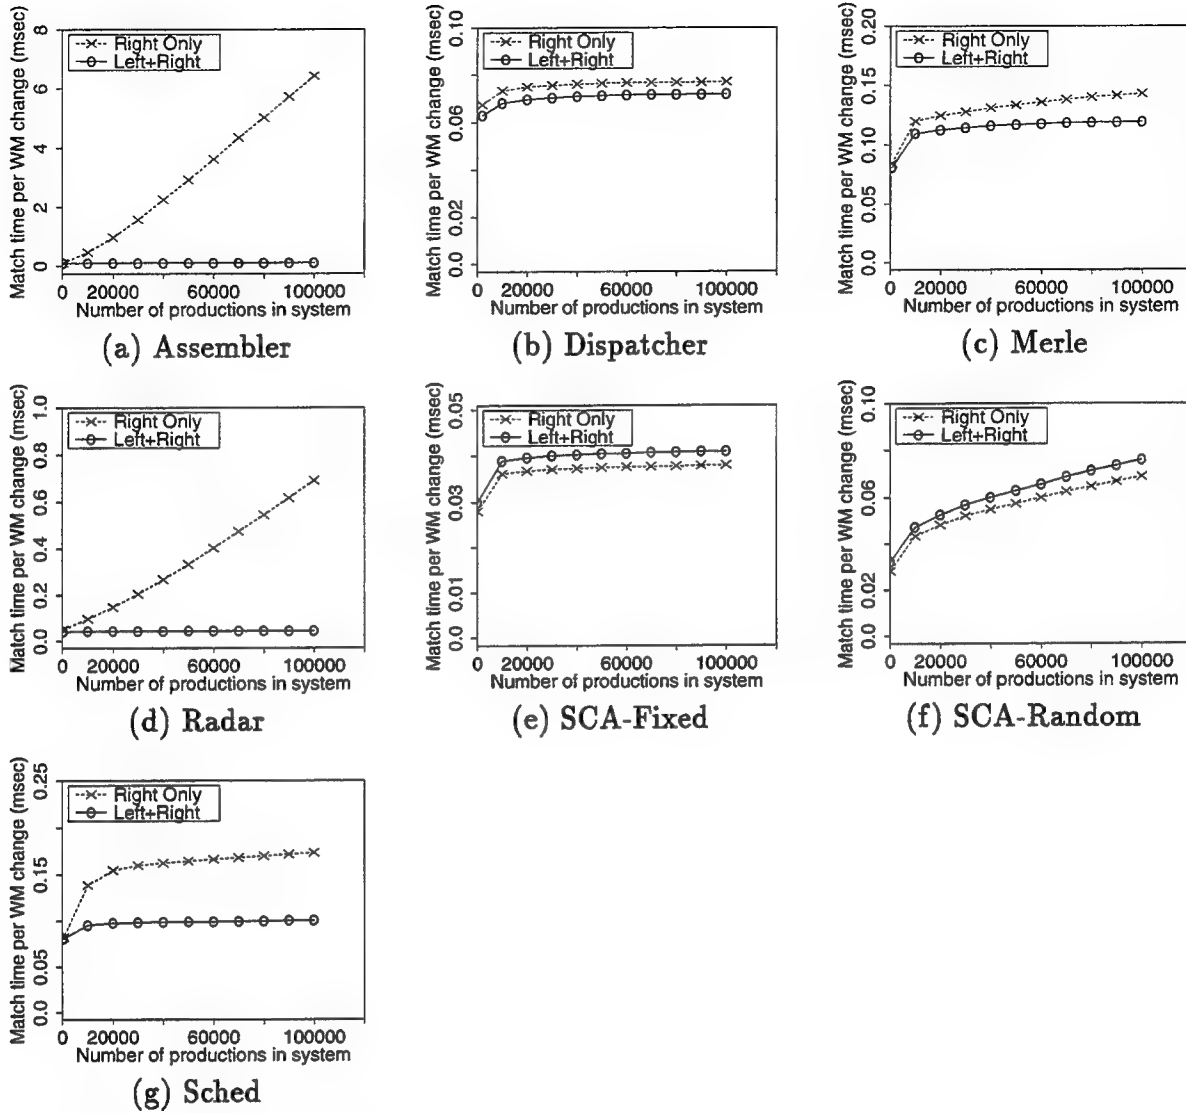 Match time per WM change (msec)
8
6
4
2
0
Right Only
Left+Right
0 20000 60000 100000
Number of productions in system
(a) Assembler
Match time per WM change (msec)
0.10
0.06
0.02
0.0
Right Only
Left+Right
0 20000 60000 100000
Number of productions in system
(b) Dispatcher
Match time per WM change (msec)
0.20
0.15
0.10
0.05
0.0
Right Only
Left+Right
0 20000 60000 100000
Number of productions in system
(c) Merle
Match time per WM change (msec)
1.0
0.8
0.6
0.4
0.2
0.0
Right Only
Left+Right
0 20000 60000 100000
Number of productions in system
(d) Radar
Match time per WM change (msec)
0.05
0.03
0.01
0.0
Right Only
Left+Right
0 20000 60000 100000
Number of productions in system
(e) SCA-Fixed
Match time per WM change (msec)
0.10
0.06
0.02
0.0
Right Only
Left+Right
0 20000 60000 100000
Number of productions in system
(f) SCA-Random
Match time per WM change (msec)
0.25
0.15
0.05
0.0
Right Only
Left+Right
0 20000 60000 100000
Number of productions in system
(g) Sched